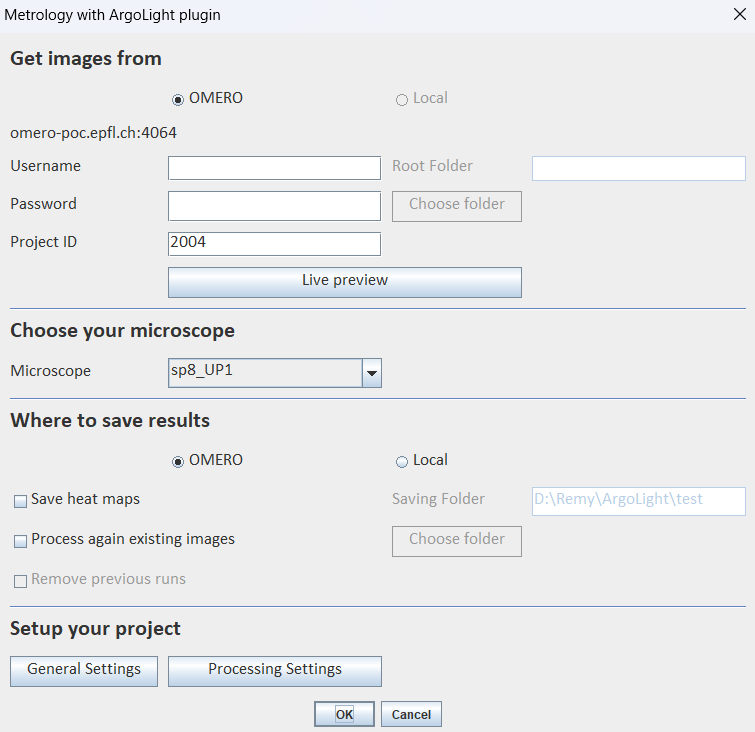 Metrology with ArgoLight plugin
Get images from
OMERO Local
omero-poc.epfl.ch:4064
Username Root Folder
Password Choose folder
Project ID 2004
Live preview
Choose your microscope
Microscope sp8_UP1
Where to save results
OMERO Local
Save heat maps Saving Folder D:\Remy\ArgoLight\test
Process again existing images Choose folder
Remove previous runs
Setup your project
General Settings Processing Settings
OK Cancel